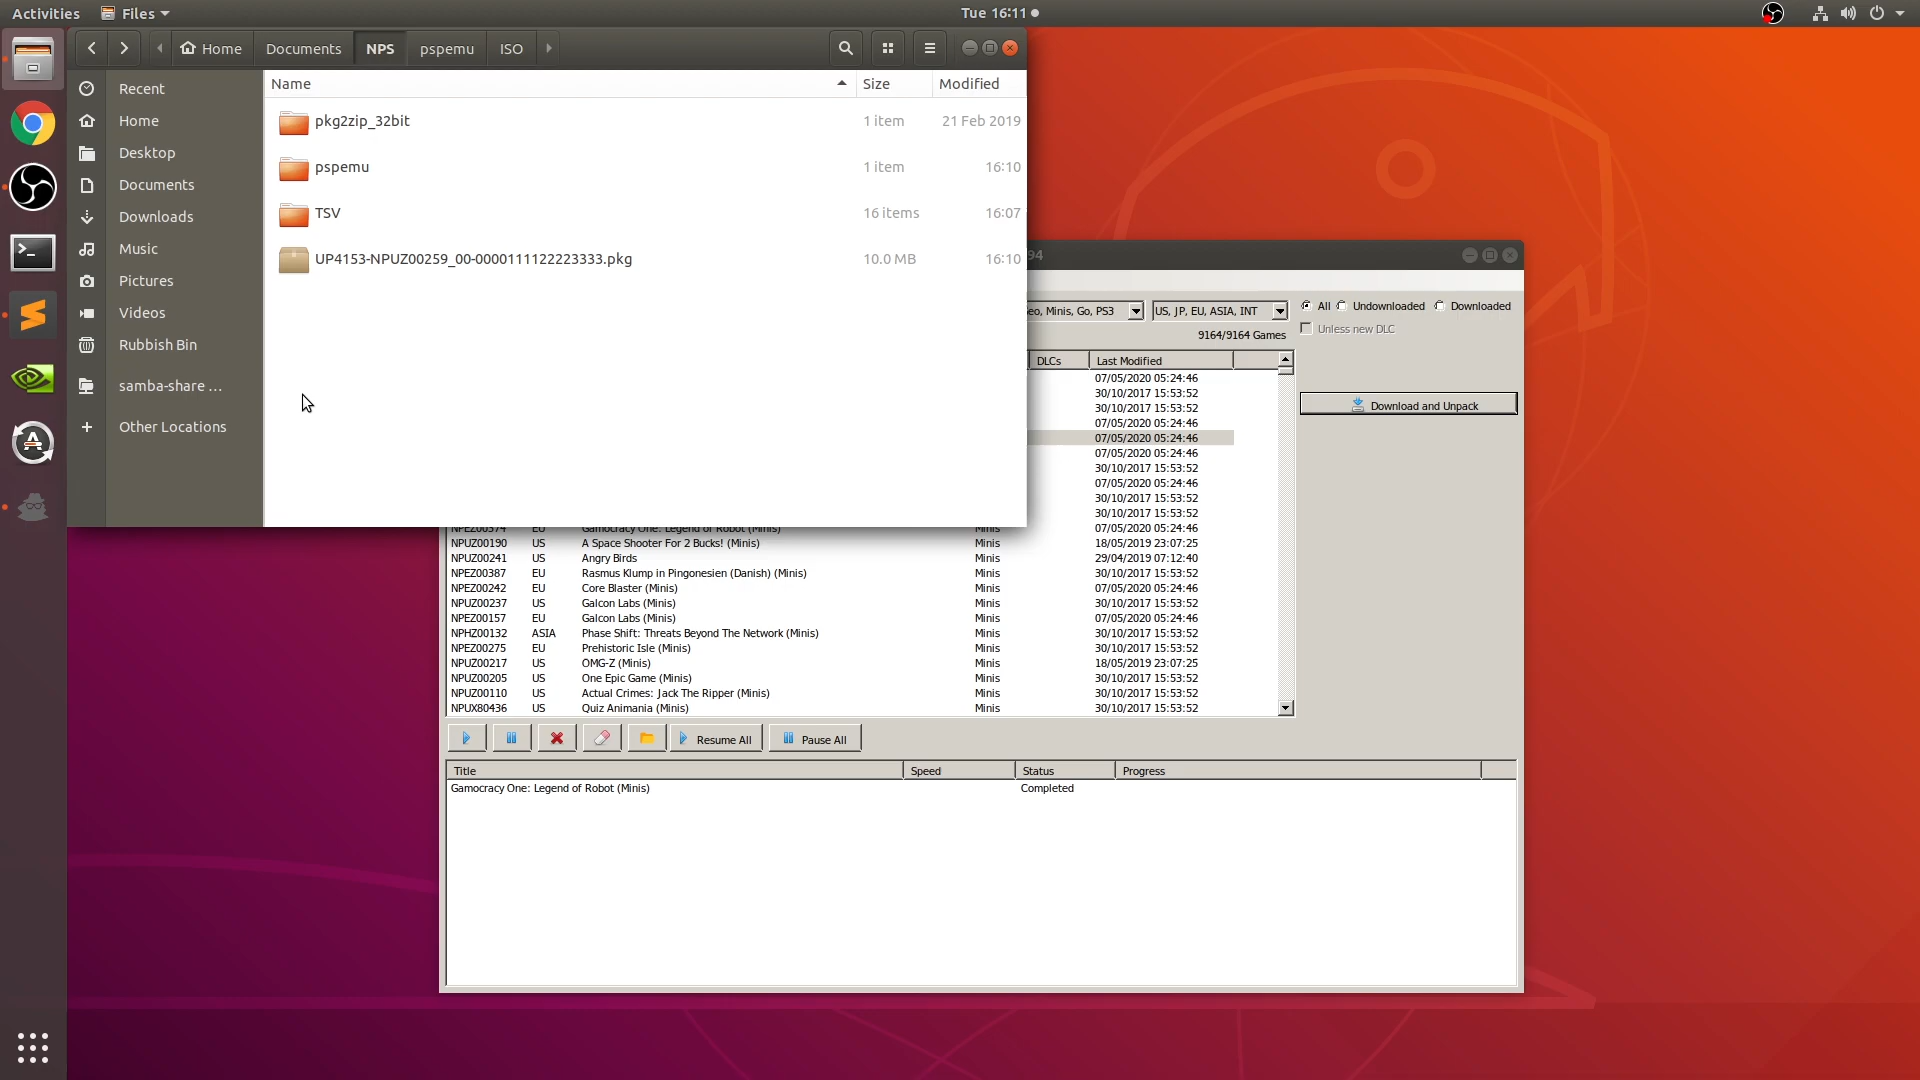 Activities Files Tue 16:11
Home Documents NPS pspemu ISO
Recent
Home
Desktop
Documents
Downloads
Music
Pictures
Videos
Rubbish Bin
samba-share …
Other Locations
Name Size Modified
pkg2zip_32bit 1 item 21 Feb 2019
pspemu 1 item 16:10
TSV 16 items 16:07
UP4153-NPUZ00259_00-0000111122223333.pkg 10.0 MB 16:10
94
eo, Minis, Go, PS3 US, JP, EU, ASIA, INT All Undownloaded Downloaded
Unless new DLC
9164/9164 Games
DLCs Last Modified
07/05/2020 05:24:46
30/10/2017 15:53:52
30/10/2017 15:53:52
07/05/2020 05:24:46
07/05/2020 05:24:46
07/05/2020 05:24:46
30/10/2017 15:53:52
07/05/2020 05:24:46
30/10/2017 15:53:52
30/10/2017 15:53:52
Download and Unpack
NPEZ00374 EU Gamocracy One: Legend of Robot (Minis) Minis 07/05/2020 05:24:46
NPUZ00190 US A Space Shooter For 2 Bucks! (Minis) Minis 18/05/2019 23:07:25
NPUZ00241 US Angry Birds Minis 29/04/2019 07:12:40
NPEZ00387 EU Rasmus Klump in Pingonesien (Danish) (Minis) Minis 30/10/2017 15:53:52
NPEZ00242 EU Core Blaster (Minis) Minis 07/05/2020 05:24:46
NPUZ00237 US Galcon Labs (Minis) Minis 30/10/2017 15:53:52
NPEZ00157 EU Galcon Labs (Minis) Minis 07/05/2020 05:24:46
NPHZ00132 ASIA Phase Shift: Threats Beyond The Network (Minis) Minis 30/10/2017 15:53:52
NPEZ00275 EU Prehistoric Isle (Minis) Minis 30/10/2017 15:53:52
NPUZ00217 US OMG-Z (Minis) Minis 18/05/2019 23:07:25
NPUZ00205 US One Epic Game (Minis) Minis 30/10/2017 15:53:52
NPUZ00110 US Actual Crimes: Jack The Ripper (Minis) Minis 30/10/2017 15:53:52
NPUX80436 US Quiz Animania (Minis) Minis 30/10/2017 15:53:52
Resume All Pause All
Title Speed Status Progress
Gamocracy One: Legend of Robot (Minis) Completed